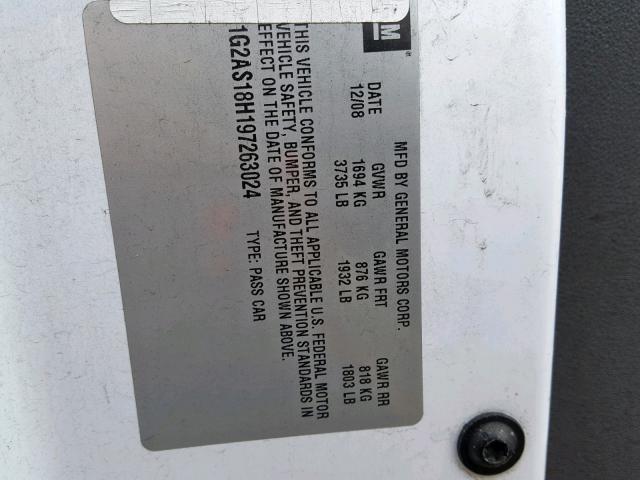 GM
MFD BY GENERAL MOTORS CORP.
DATE GVWR GAWR FRT GAWR RR
12/08 1694 KG 876 KG 818 KG
3735 LB 1932 LB 1803 LB
THIS VEHICLE CONFORMS TO ALL APPLICABLE U.S. FEDERAL MOTOR
VEHICLE SAFETY, BUMPER, AND THEFT PREVENTION STANDARDS IN
EFFECT ON THE DATE OF MANUFACTURE SHOWN ABOVE.
1G2AS18H197263024 TYPE: PASS CAR